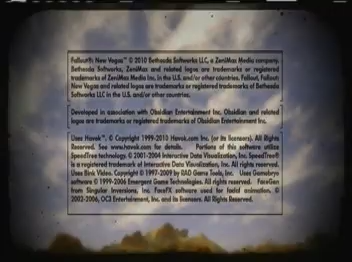 Fallout®: New Vegas™ © 2010 Bethesda Softworks LLC, a ZeniMax Media company.
Bethesda Softworks, ZeniMax and related logos are trademarks or registered
trademarks of ZeniMax Media Inc. in the U.S. and/or other countries. Fallout, Fallout:
New Vegas and related logos are trademarks or registered trademarks of Bethesda
Softworks LLC in the U.S. and/or other countries.
Developed in association with Obsidian Entertainment Inc. Obsidian and related
logos are trademarks or registered trademarks of Obsidian Entertainment Inc.
Uses Havok™. © Copyright 1999-2010 Havok.com Inc. (or its licensors). All Rights
Reserved. See www.havok.com for details. Portions of this software utilize
SpeedTree technology. © 2001-2004 Interactive Data Visualization, Inc. SpeedTree®
is a registered trademark of Interactive Data Visualization, Inc. All rights reserved.
Uses Bink Video. Copyright © 1997-2009 by RAD Game Tools, Inc. Uses Gamebryo
software © 1999-2006 Emergent Game Technologies. All rights reserved. FaceGen
from Singular Inversions, Inc. FaceFX software used for facial animation. ©
2002-2006, OC3 Entertainment, Inc. and its licensors. All Rights Reserved.